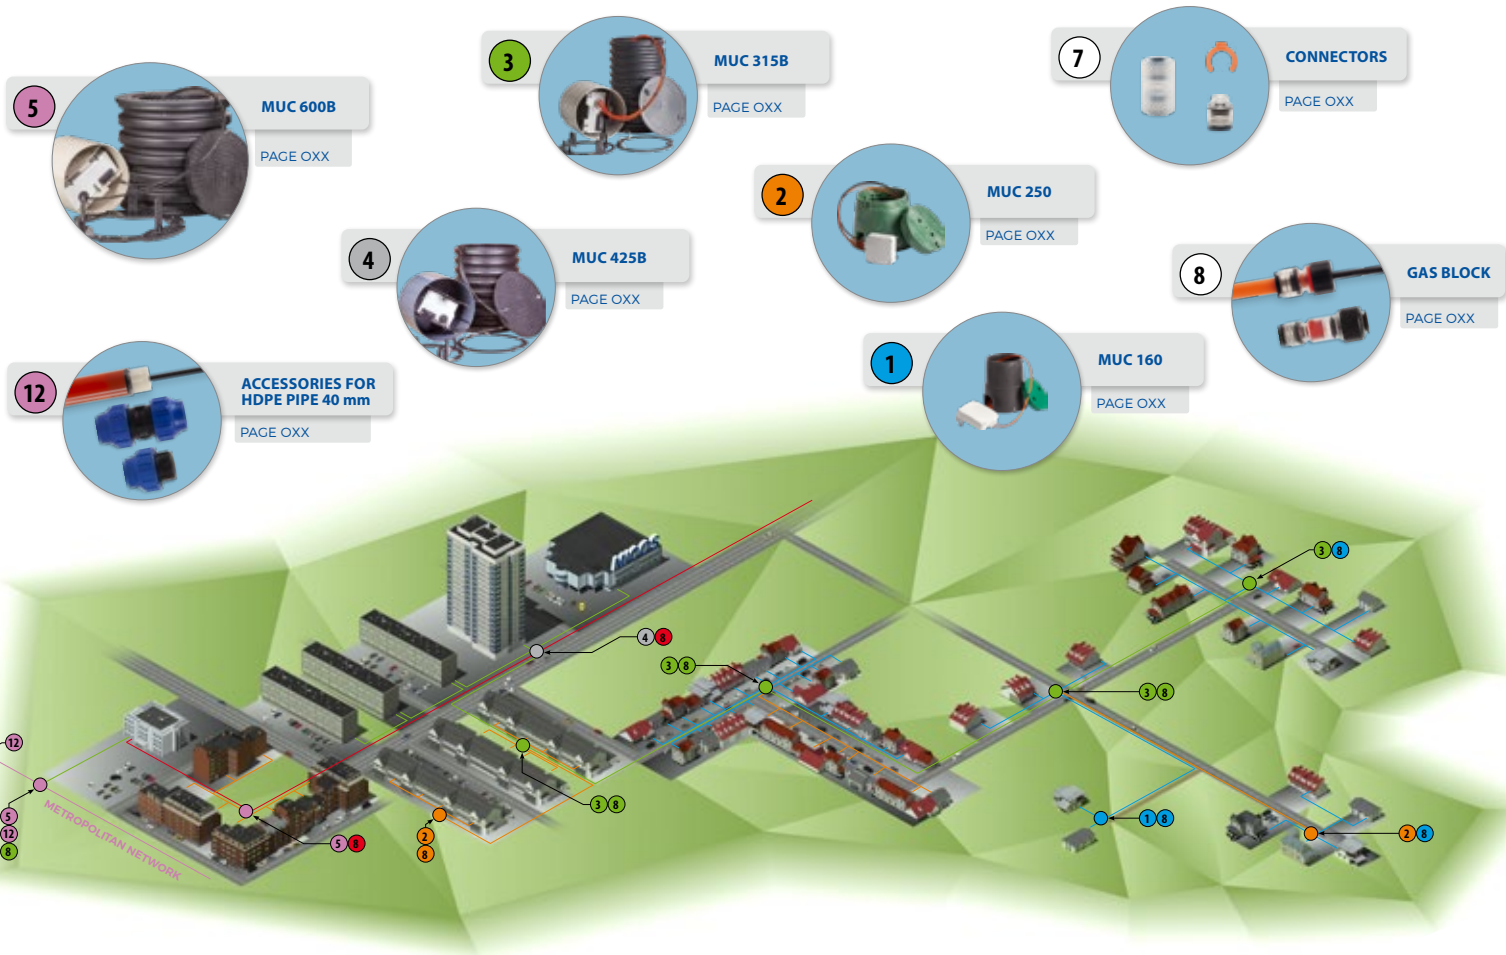 3
MUC 315B
PAGE OXX
7
CONNECTORS
PAGE OXX
5
MUC 600B
PAGE OXX
2
MUC 250
PAGE OXX
4
MUC 425B
PAGE OXX
8
GAS BLOCK
PAGE OXX
1
MUC 160
PAGE OXX
12
ACCESSORIES FOR
HDPE PIPE 40 mm
PAGE OXX
3 8
4 8
3 8
3 8
12
3 8
5
12
8
METROPOLITAN NETWORK
5 8
2
8
1 8
2 8